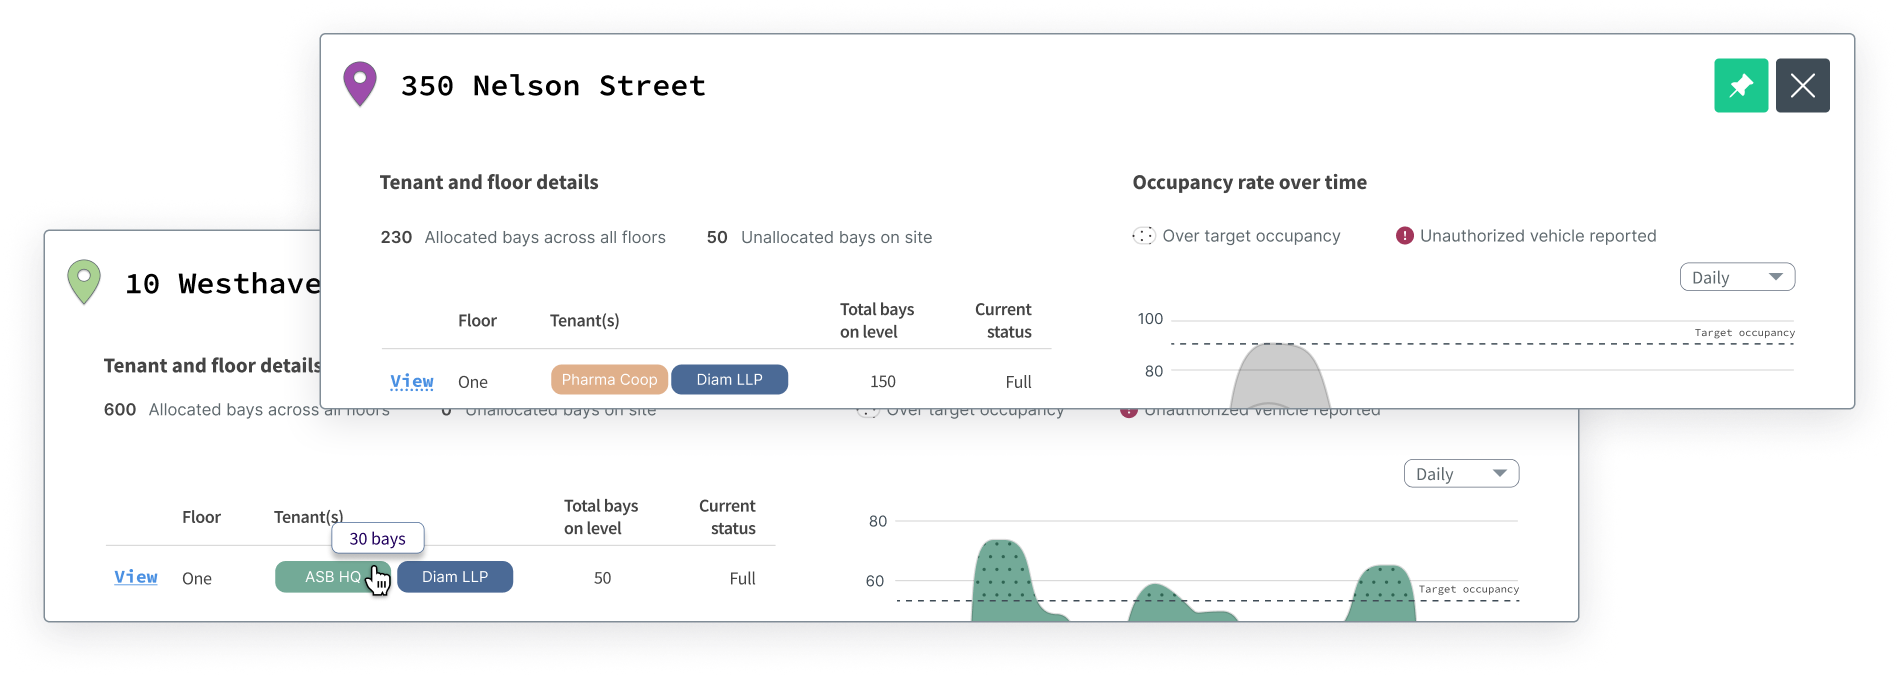 350 Nelson Street
Tenant and floor details
230 Allocated bays across all floors
50 Unallocated bays on site
Floor
Tenant(s)
Total bays
on level
Current
status
View
One
Pharma Coop
Diam LLP
150
Full
Occupancy rate over time
Over target occupancy
! Unauthorized vehicle reported
Daily
100
Target occupancy
80
10 Westhave
Tenant and floor details
600 Allocated bays across all floors
0 Unallocated bays on site
Over target occupancy
Unauthorized vehicle reported
Daily
Floor
Tenant(s)
Total bays
on level
Current
status
30 bays
View
One
ASB HQ
Diam LLP
50
Full
80
60
Target occupancy